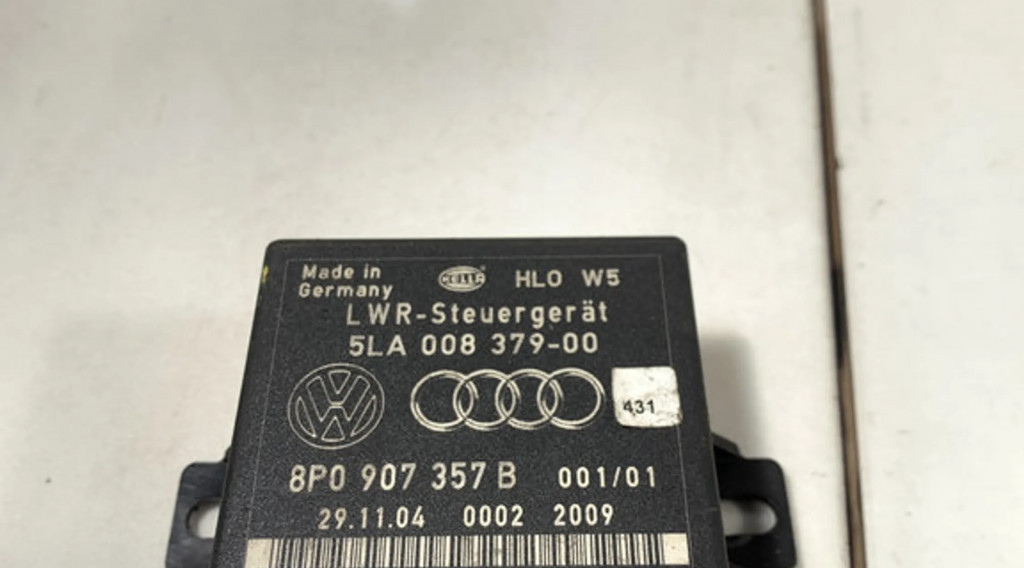 Made in HELLA HLO W5
Germany
LWR-Steuergerät
5LA 008 379-00
431
8P0 907 357 B 001/01
29.11.04 0002 2009